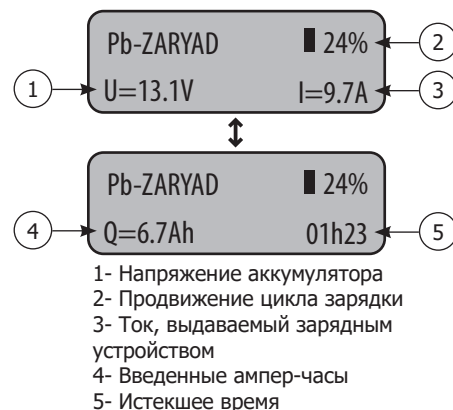 Pb-ZARYAD 24% 2
1 U=13.1V I=9.7A 3
Pb-ZARYAD 24%
4 Q=6.7Ah 01h23 5
1- Напряжение аккумулятора
2- Продвижение цикла зарядки
3- Ток, выдаваемый зарядным
устройством
4- Введенные ампер-часы
5- Истекшее время